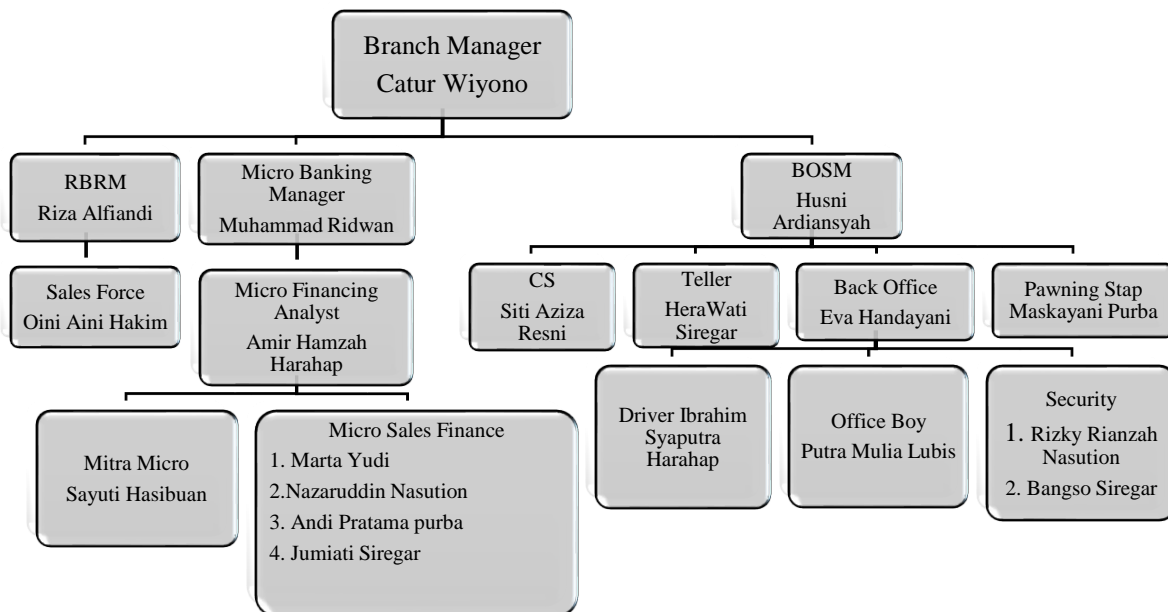 Branch Manager
Catur Wiyono
RBRM
Riza Alfiandi
Micro Banking
Manager
Muhammad Ridwan
BOSM
Husni
Ardiansyah
Sales Force
Oini Aini Hakim
Micro Financing
Analyst
Amir Hamzah
Harahap
CS
Siti Aziza
Resni
Teller
HeraWati
Siregar
Back Office
Eva Handayani
Pawning Stap
Maskayani Purba
Mitra Micro
Sayuti Hasibuan
Micro Sales Finance
1. Marta Yudi
2.Nazaruddin Nasution
3. Andi Pratama purba
4. Jumiati Siregar
Driver Ibrahim
Syaputra
Harahap
Office Boy
Putra Mulia Lubis
Security
1. Rizky Rianzah
Nasution
2. Bangso Siregar